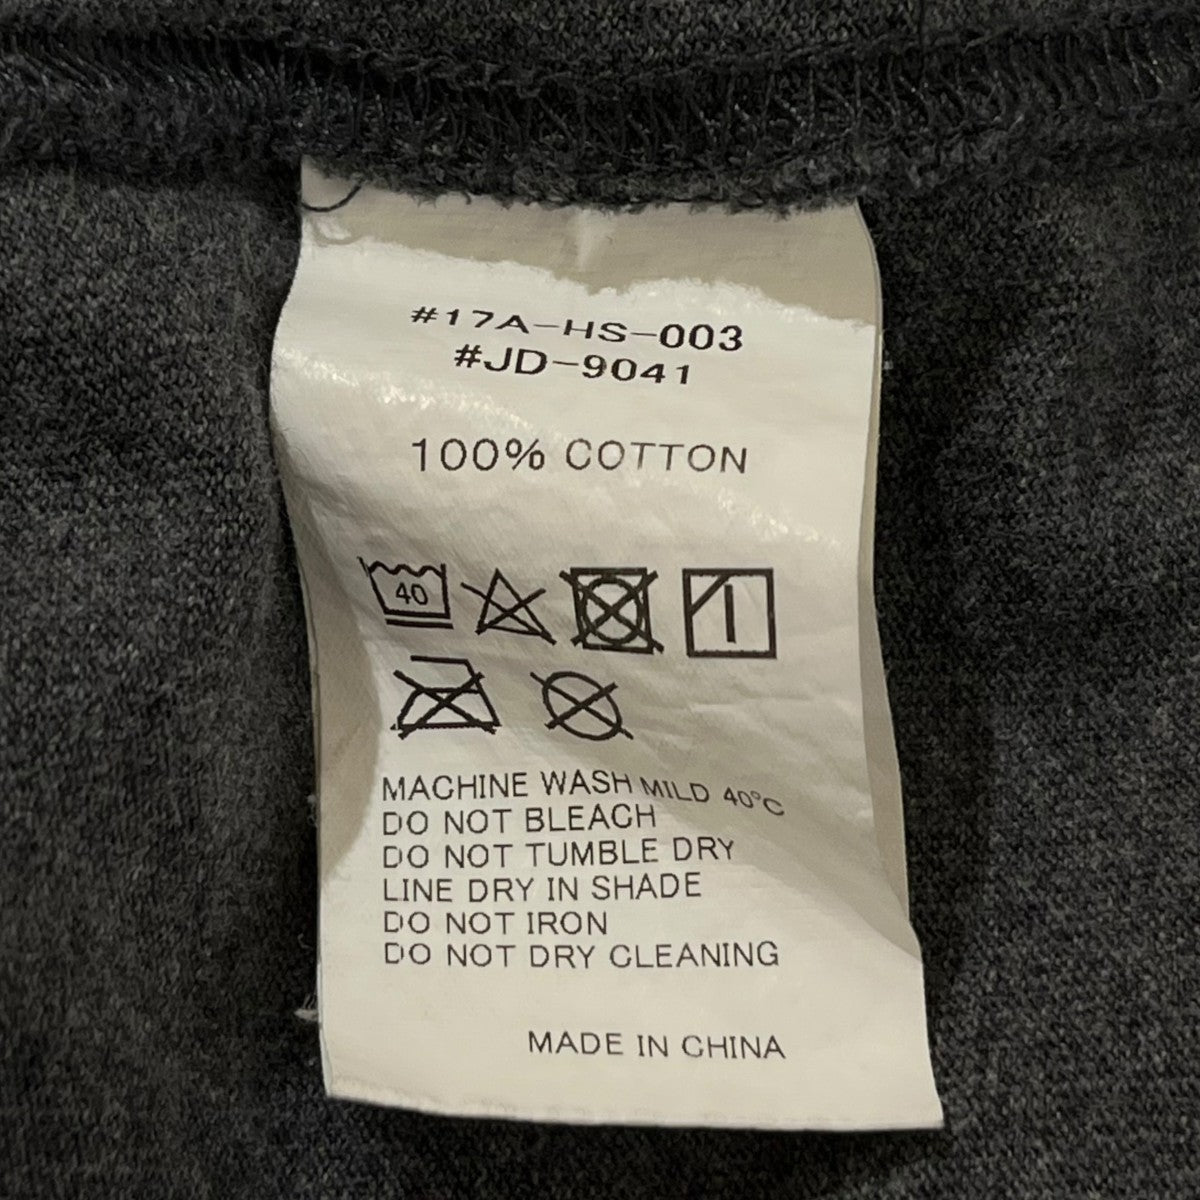 #17A-HS-003
#JD-9041
100% COTTON
40
MACHINE WASH MILD 40°C
DO NOT BLEACH
DO NOT TUMBLE DRY
LINE DRY IN SHADE
DO NOT IRON
DO NOT DRY CLEANING
MADE IN CHINA